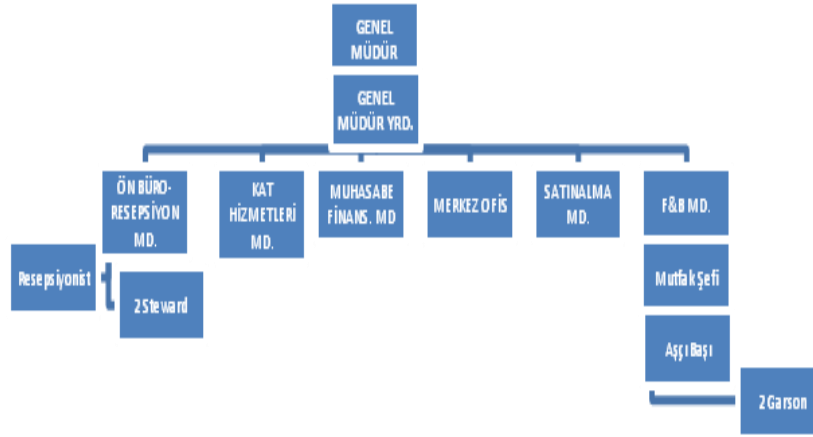 GENEL
MÜDÜR
GENEL
MÜDÜR YRD.
ÖN BÜRO-
RESEPSİYON
MD.
KAT
HİZMETLERİ
MD.
MUHASABE
FİNANS. MD
MERKEZ OFİS
SATINALMA
MD.
F&B MD.
Resepsiyonist
2 Steward
Mutfak Şefi
Aşçı Başı
2 Garson